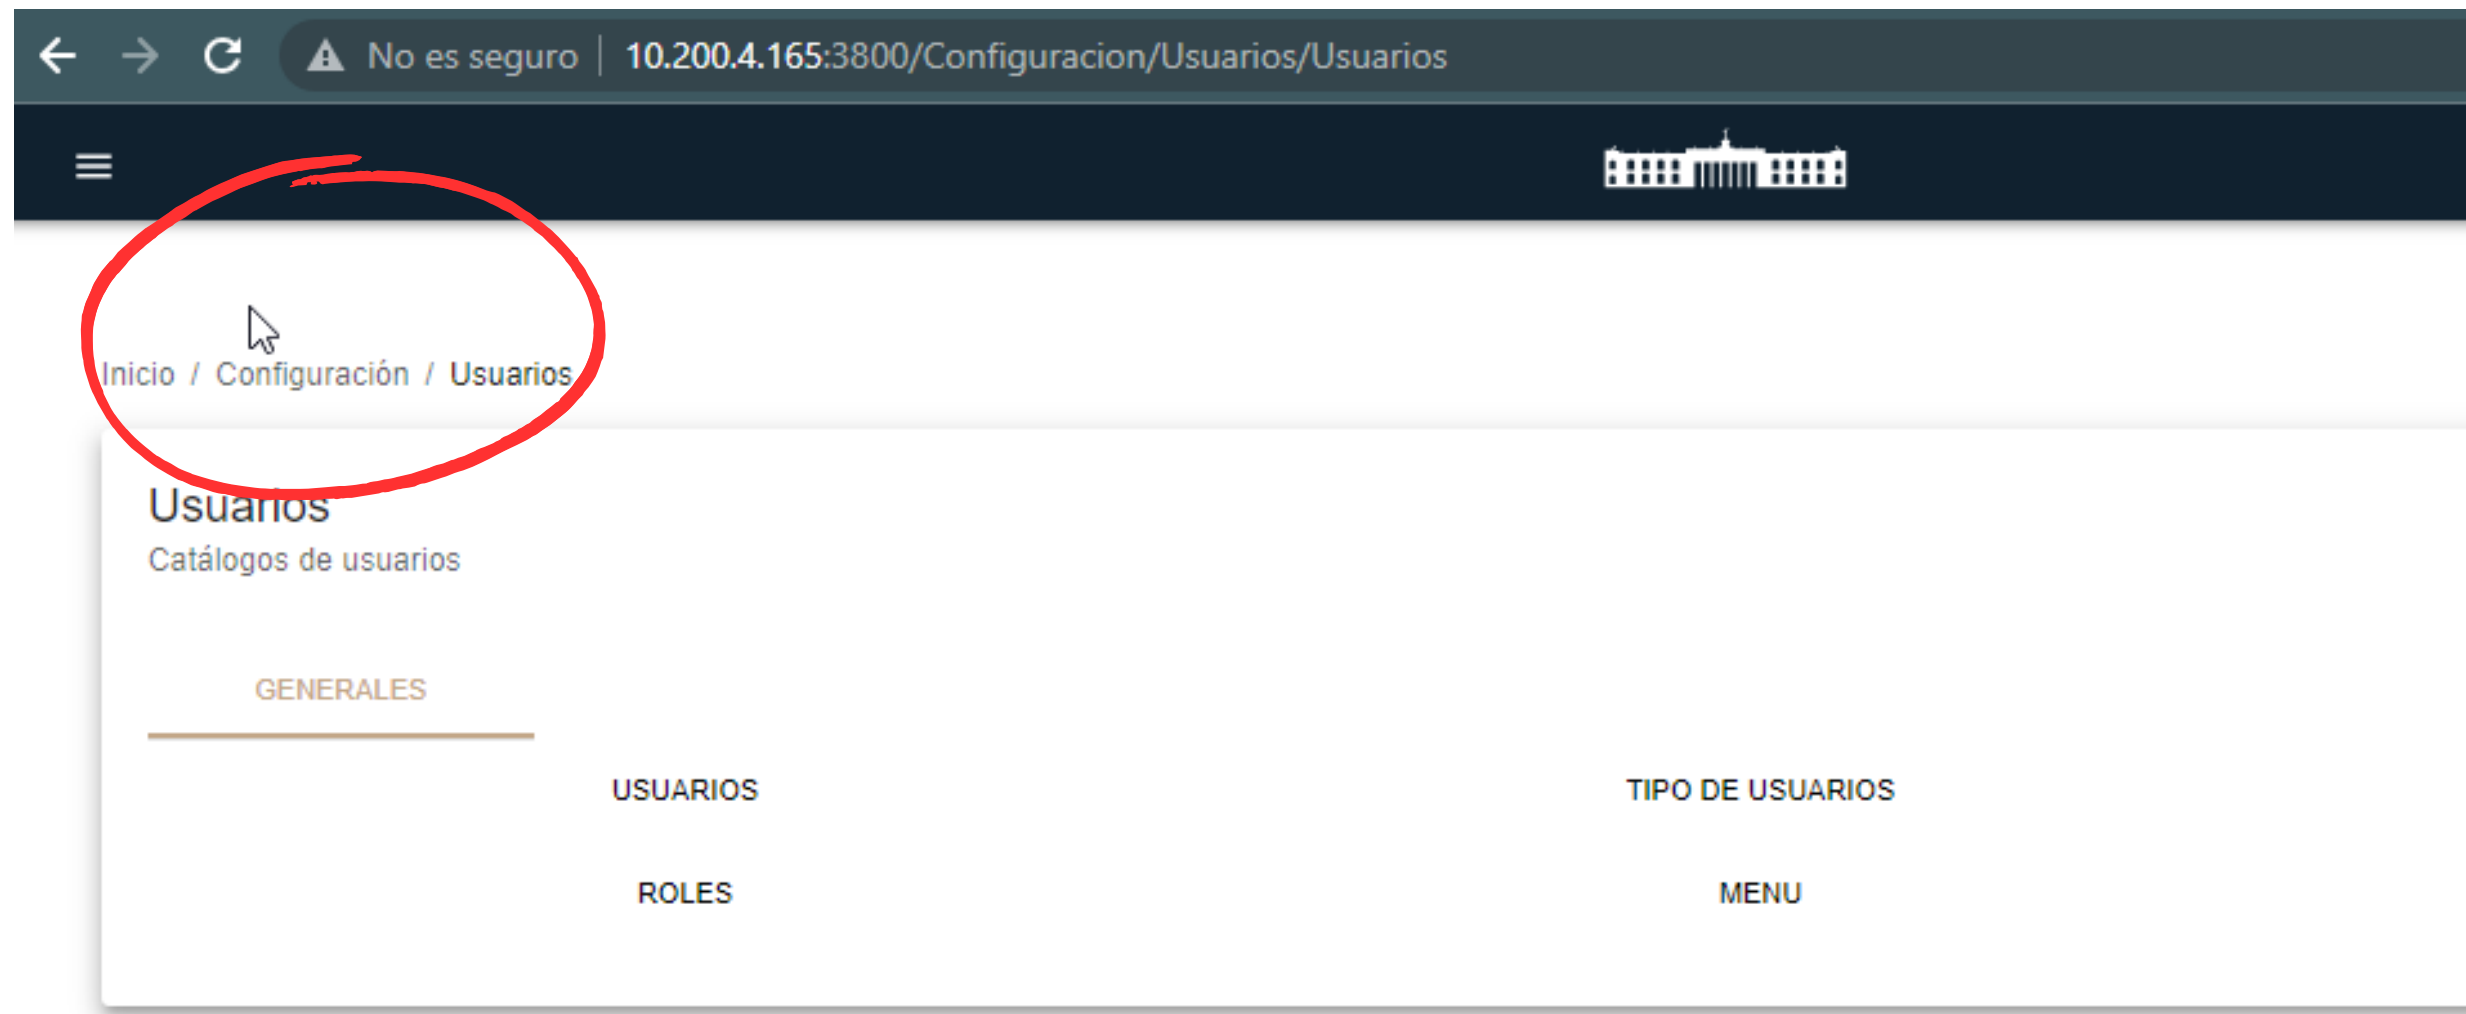 No es seguro | 10.200.4.165:3800/Configuracion/Usuarios/Usuarios
Inicio / Configuración / Usuarios
Usuarios
Catálogos de usuarios
GENERALES
USUARIOS TIPO DE USUARIOS
ROLES MENU